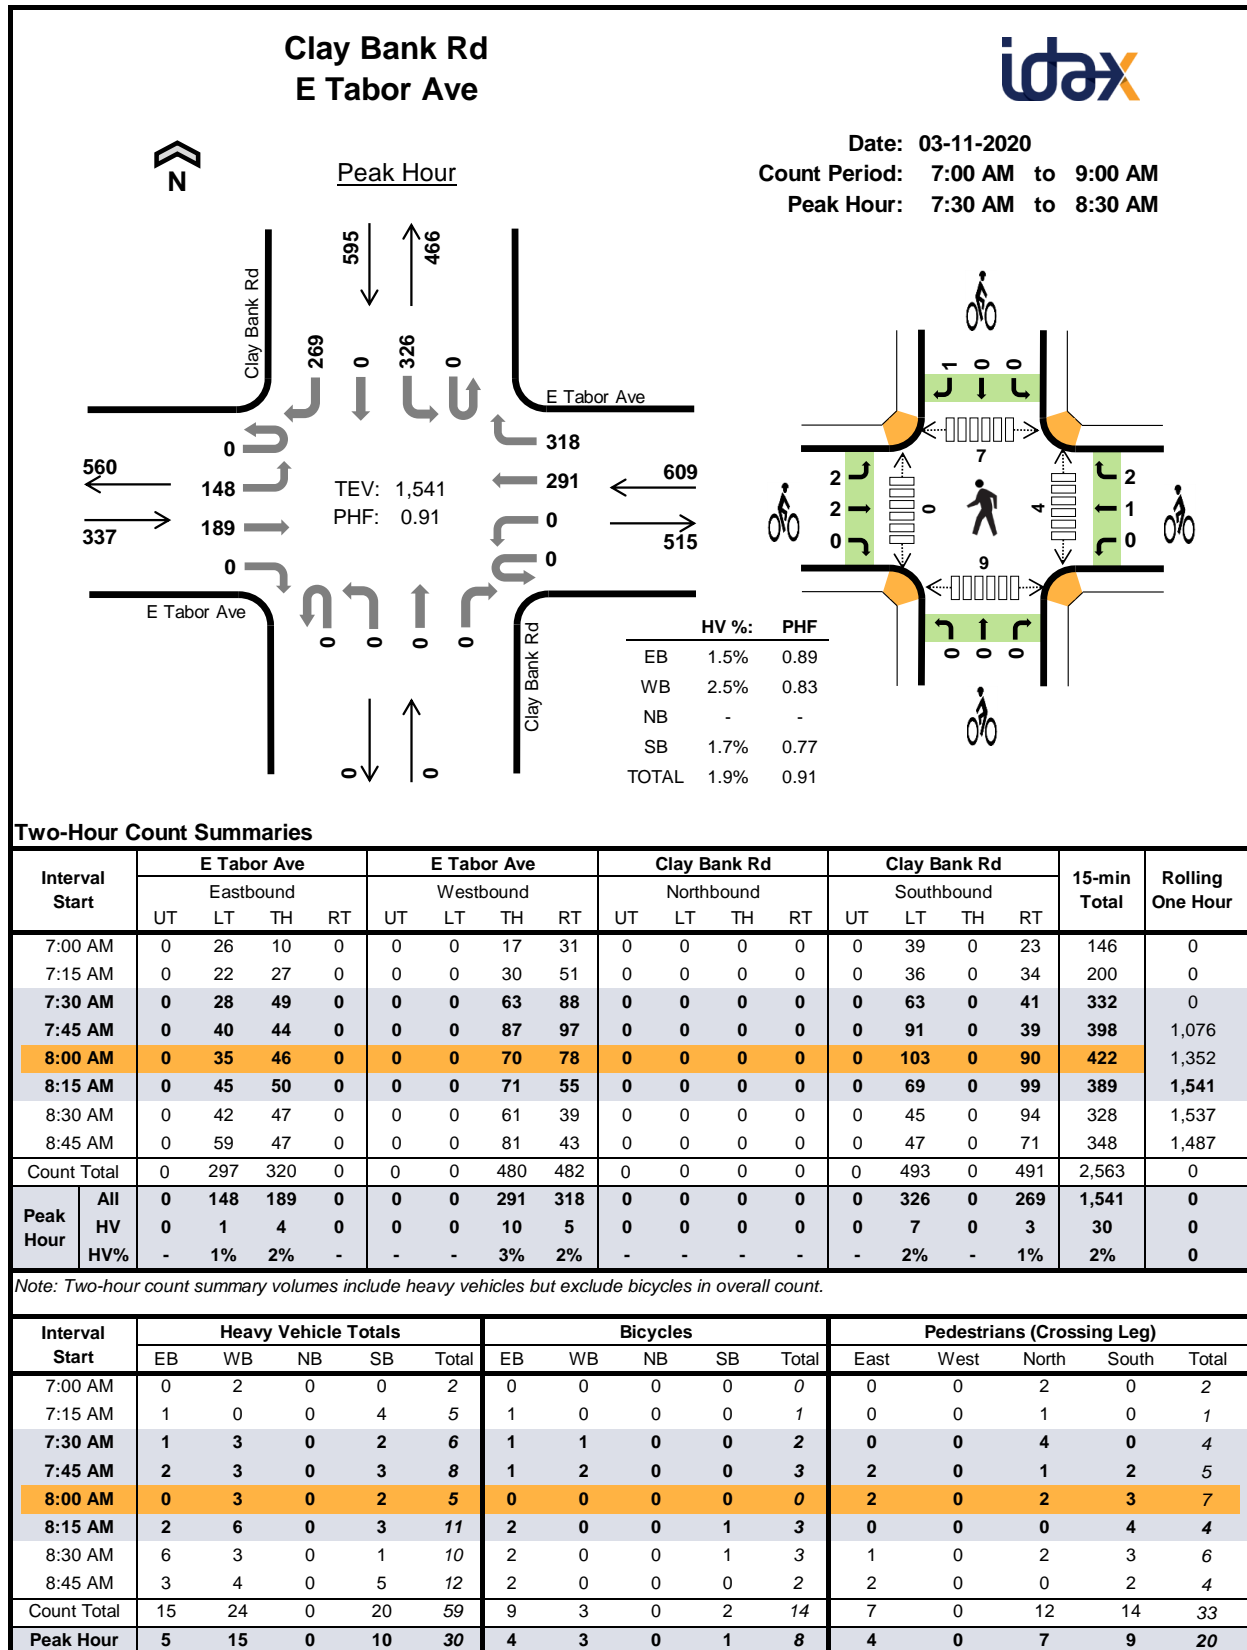 Clay Bank Rd
E Tabor Ave
idax
Date: 03-11-2020
Count Period: 7:00 AM to 9:00 AM
Peak Hour: 7:30 AM to 8:30 AM
N
Peak Hour
595
466
Clay Bank Rd
269
0
326
0
E Tabor Ave
0
318
560
148
TEV: 1,541
291
609
337
189
PHF: 0.91
0
515
0
0
E Tabor Ave
0
0
0
0
Clay Bank Rd
0
0
HV %: PHF
EB 1.5% 0.89
WB 2.5% 0.83
NB - -
SB 1.7% 0.77
TOTAL 1.9% 0.91
1
0
0
7
2
2
0
0
4
2
1
0
9
0
0
0
Two-Hour Count Summaries
Interval Start E Tabor Ave E Tabor Ave Clay Bank Rd Clay Bank Rd 15-min Total Rolling One Hour
Eastbound Westbound Northbound Southbound
UT LT TH RT UT LT TH RT UT LT TH RT UT LT TH RT
7:00 AM 0 26 10 0 0 0 17 31 0 0 0 0 0 39 0 23 146 0
7:15 AM 0 22 27 0 0 0 30 51 0 0 0 0 0 36 0 34 200 0
7:30 AM 0 28 49 0 0 0 63 88 0 0 0 0 0 63 0 41 332 0
7:45 AM 0 40 44 0 0 0 87 97 0 0 0 0 0 91 0 39 398 1,076
8:00 AM 0 35 46 0 0 0 70 78 0 0 0 0 0 103 0 90 422 1,352
8:15 AM 0 45 50 0 0 0 71 55 0 0 0 0 0 69 0 99 389 1,541
8:30 AM 0 42 47 0 0 0 61 39 0 0 0 0 0 45 0 94 328 1,537
8:45 AM 0 59 47 0 0 0 81 43 0 0 0 0 0 47 0 71 348 1,487
Count Total 0 297 320 0 0 0 480 482 0 0 0 0 0 493 0 491 2,563 0
Peak Hour All 0 148 189 0 0 0 291 318 0 0 0 0 0 326 0 269 1,541 0
HV 0 1 4 0 0 0 10 5 0 0 0 0 0 7 0 3 30 0
HV% - 1% 2% - - - 3% 2% - - - - - 2% - 1% 2% 0
Note: Two-hour count summary volumes include heavy vehicles but exclude bicycles in overall count.
Interval Start Heavy Vehicle Totals Bicycles Pedestrians (Crossing Leg)
EB WB NB SB Total EB WB NB SB Total East West North South Total
7:00 AM 0 2 0 0 2 0 0 0 0 0 0 0 2 0 2
7:15 AM 1 0 0 4 5 1 0 0 0 1 0 0 1 0 1
7:30 AM 1 3 0 2 6 1 1 0 0 2 0 0 4 0 4
7:45 AM 2 3 0 3 8 1 2 0 0 3 2 0 1 2 5
8:00 AM 0 3 0 2 5 0 0 0 0 0 2 0 2 3 7
8:15 AM 2 6 0 3 11 2 0 0 1 3 0 0 0 4 4
8:30 AM 6 3 0 1 10 2 0 0 1 3 1 0 2 3 6
8:45 AM 3 4 0 5 12 2 0 0 0 2 2 0 0 2 4
Count Total 15 24 0 20 59 9 3 0 2 14 7 0 12 14 33
Peak Hour 5 15 0 10 30 4 3 0 1 8 4 0 7 9 20